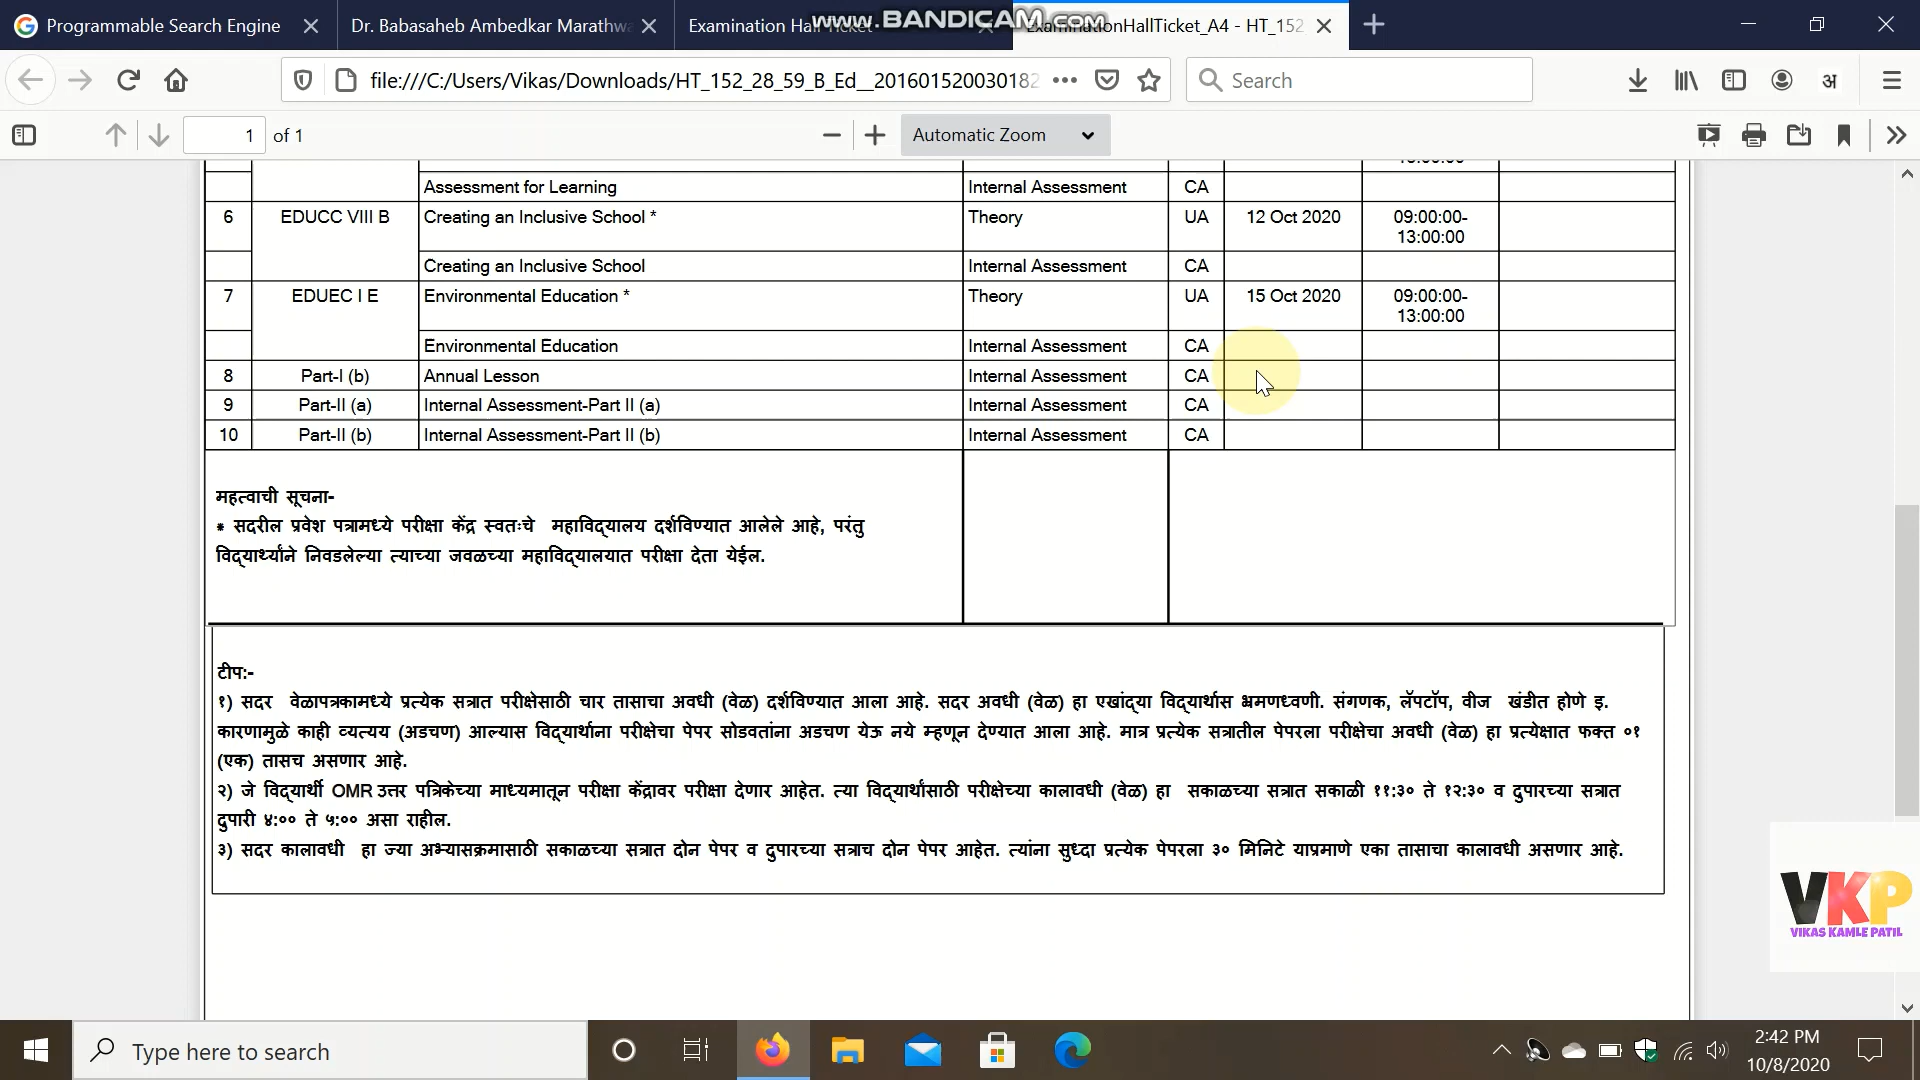 Programmable Search Engine
Dr. Babasaheb Ambedkar Marathw
Examination Hall Ticket
www.BANDICAM.com
ExaminationHallTicket_A4 - HT_152
file:///C:/Users/Vikas/Downloads/HT_152_28_59_B_Ed__201601520030182
Search
अ
1 of 1
Automatic Zoom
Assessment for Learning Internal Assessment CA
6 EDUCC VIII B Creating an Inclusive School * Theory UA 12 Oct 2020 09:00:00-
13:00:00
Creating an Inclusive School Internal Assessment CA
7 EDUEC I E Environmental Education * Theory UA 15 Oct 2020 09:00:00-
13:00:00
Environmental Education Internal Assessment CA
8 Part-I (b) Annual Lesson Internal Assessment CA
9 Part-II (a) Internal Assessment-Part II (a) Internal Assessment CA
10 Part-II (b) Internal Assessment-Part II (b) Internal Assessment CA
महत्वाची सूचना-
* सदरील प्रवेश पत्रामध्ये परीक्षा केंद्र स्वतःचे महाविद्यालय दर्शविण्यात आलेले आहे, परंतु
विद्यार्थ्याने निवडलेल्या त्याच्या जवळच्या महाविद्यालयात परीक्षा देता येईल.
टीप:-
१) सदर वेळापत्रकामध्ये प्रत्येक सत्रात परीक्षेसाठी चार तासाचा अवधी (वेळ) दर्शविण्यात आला आहे. सदर अवधी (वेळ) हा एखांद्या विद्यार्थास भ्रमणध्वणी. संगणक, लॅपटॉप, वीज खंडीत होणे इ.
कारणामुळे काही व्यत्यय (अडचण) आल्यास विद्यार्थाना परीक्षेचा पेपर सोडवतांना अडचण येऊ नये म्हणून देण्यात आला आहे. मात्र प्रत्येक सत्रातील पेपरला परीक्षेचा अवधी (वेळ) हा प्रत्येक्षात फक्त ०१
(एक) तासच असणार आहे.
२) जे विद्यार्थी OMR उत्तर पत्रिकेच्या माध्यमातून परीक्षा केंद्रावर परीक्षा देणार आहेत. त्या विद्यार्थांसाठी परीक्षेच्या कालावधी (वेळ) हा सकाळच्या सत्रात सकाळी ११:३० ते १२:३० व दुपारच्या सत्रात
दुपारी ४:०० ते ५:०० असा राहील.
३) सदर कालावधी हा ज्या अभ्यासक्रमासाठी सकाळच्या सत्रात दोन पेपर व दुपारच्या सत्राच दोन पेपर आहेत. त्यांना सुध्दा प्रत्येक पेपरला ३० मिनिटे याप्रमाणे एका तासाचा कालावधी असणार आहे.
VKP
VIKAS KAMLE PATIL
Type here to search
2:42 PM
10/8/2020